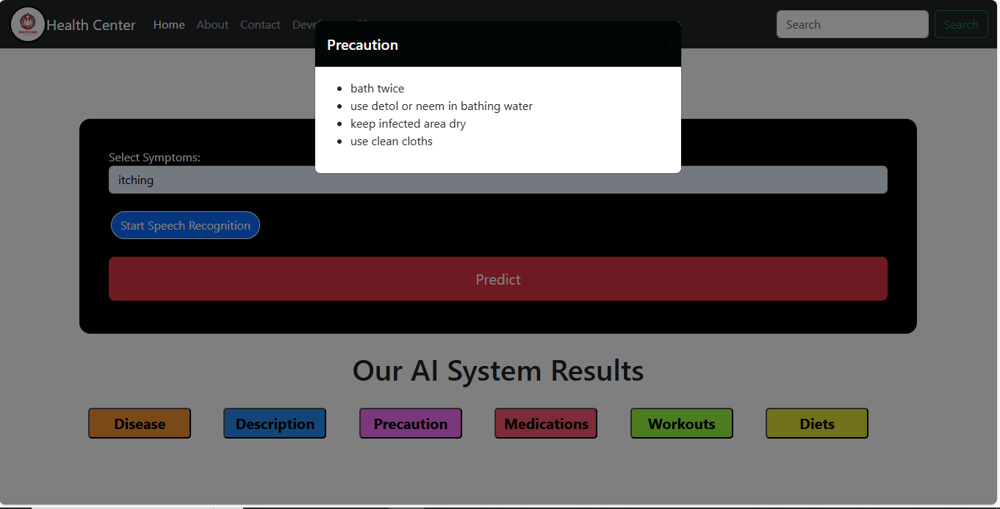 Health Center
Home
About
Contact
Search
Search
Precaution
bath twice
use detol or neem in bathing water
keep infected area dry
use clean cloths
Select Symptoms:
itching
Start Speech Recognition
Predict
Our AI System Results
Disease
Description
Precaution
Medications
Workouts
Diets